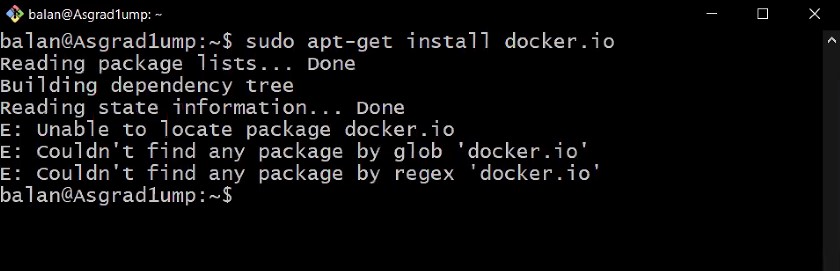 balan@Asgrad1ump: ~
balan@Asgrad1ump:~$ sudo apt-get install docker.io
Reading package lists... Done
Building dependency tree
Reading state information... Done
E: Unable to locate package docker.io
E: Couldn't find any package by glob 'docker.io'
E: Couldn't find any package by regex 'docker.io'
balan@Asgrad1ump:~$